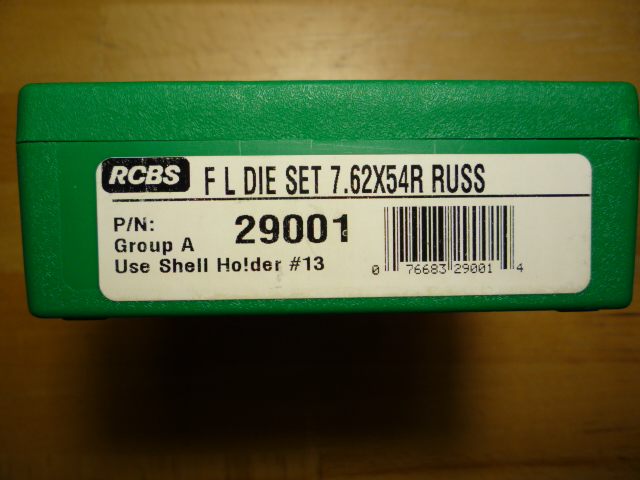 RCBS F L DIE SET 7.62X54R RUSS
P/N: 29001
Group A
Use Shell Holder #13
0 76683 29001 4